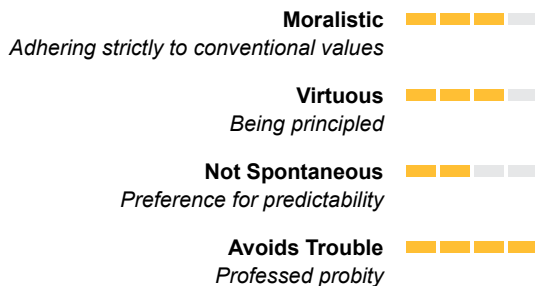 Moralistic
Adhering strictly to conventional values
Virtuous
Being principled
Not Spontaneous
Preference for predictability
Avoids Trouble
Professed probity